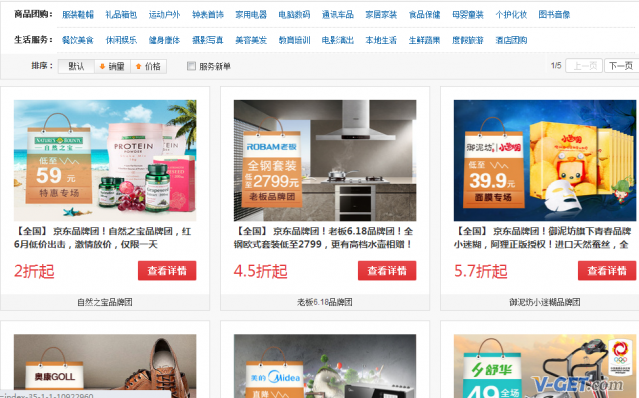 商品团购： 服装鞋帽 礼品箱包 运动户外 钟表首饰 家用电器 电脑数码 通讯车品 家居家装 食品保健 母婴童装 个护化妆 图书音像
生活服务： 餐饮美食 休闲娱乐 健身康体 摄影写真 美容美发 教育培训 电影演出 本地生活 生鲜蔬果 度假旅游 酒店团购
排序： 默认 销量 价格 服务新单 1/5 上一页 下一页
自然之宝
低至
59元
特惠专场
PROTEIN
POWDER
PROTEIN
ROBAM老板
全钢套装
至2799元
老板品牌团
御泥坊 小迷糊
低至
39.9元
面膜专场
【全国】 京东品牌团！自然之宝品牌团，红
6月低价出击，激情放价，仅限一天
2折起 查看详情
自然之宝品牌团
【全国】 京东品牌团！老板6.18品牌团！全
钢欧式套装低至2799，更有高档水壶相赠！
4.5折起 查看详情
老板6.18品牌团
【全国】 京东品牌团！御泥坊旗下青春品牌
小迷糊，阿狸正版授权！进口天然蚕丝，全
5.7折起 查看详情
御泥坊小迷糊品牌团
奥康GOLL
美的 Midea
直降
舒华
49 全场
V-GET.com
cindex-35-1-1-10922960